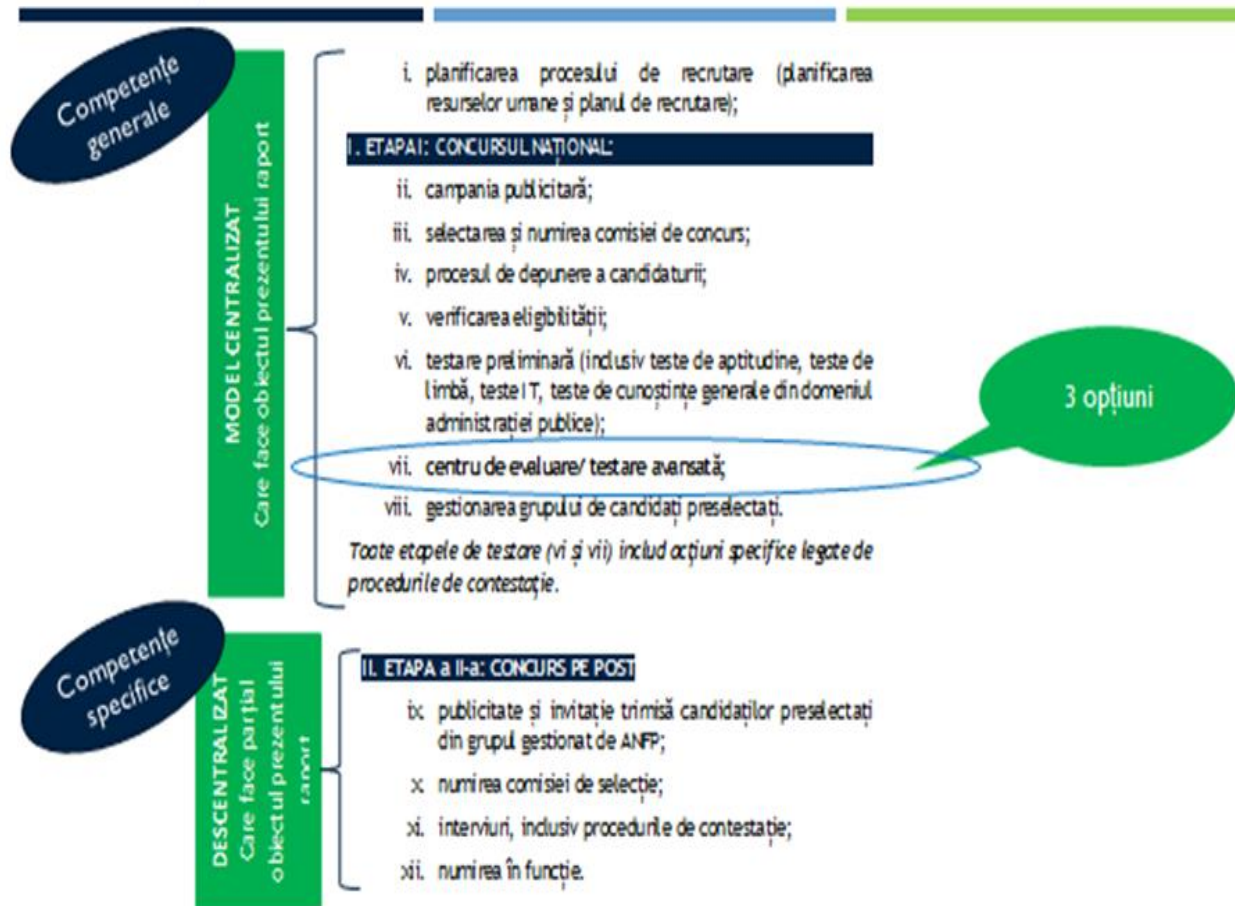 Competențe
generale
MODEL CENTRALIZAT
Care face obiectul prezentului raport
i. planificarea procesului de recrutare (planificarea
resurselor umane și planul de recrutare);
I. ETAPA I: CONCURSUL NAȚIONAL:
ii. campania publicitară;
iii. selectarea și numirea comisiei de concurs;
iv. procesul de depunere a candidaturii;
v. verificarea eligibilității;
vi. testare preliminară (inclusiv teste de aptitudine, teste de
limbă, teste IT, teste de cunoștințe generale din domeniul
administrației publice);
vii. centru de evaluare/ testare avansată;
viii. gestionarea grupului de candidați preselectați.
Toate etapele de testare (vi și vii) includ acțiuni specifice legate de
procedurile de contestație.
3 opțiuni
Competențe
specifice
DESCENTRALIZAT
Care face parțial
obiectul prezentului
raport
II. ETAPA a II-a: CONCURS PE POST
ix. publicitate și invitație trimisă candidaților preselectați
din grupul gestionat de ANFP;
x. numirea comisiei de selecție;
xi. interviuri, inclusiv procedurile de contestație;
xii. numirea în funcție.